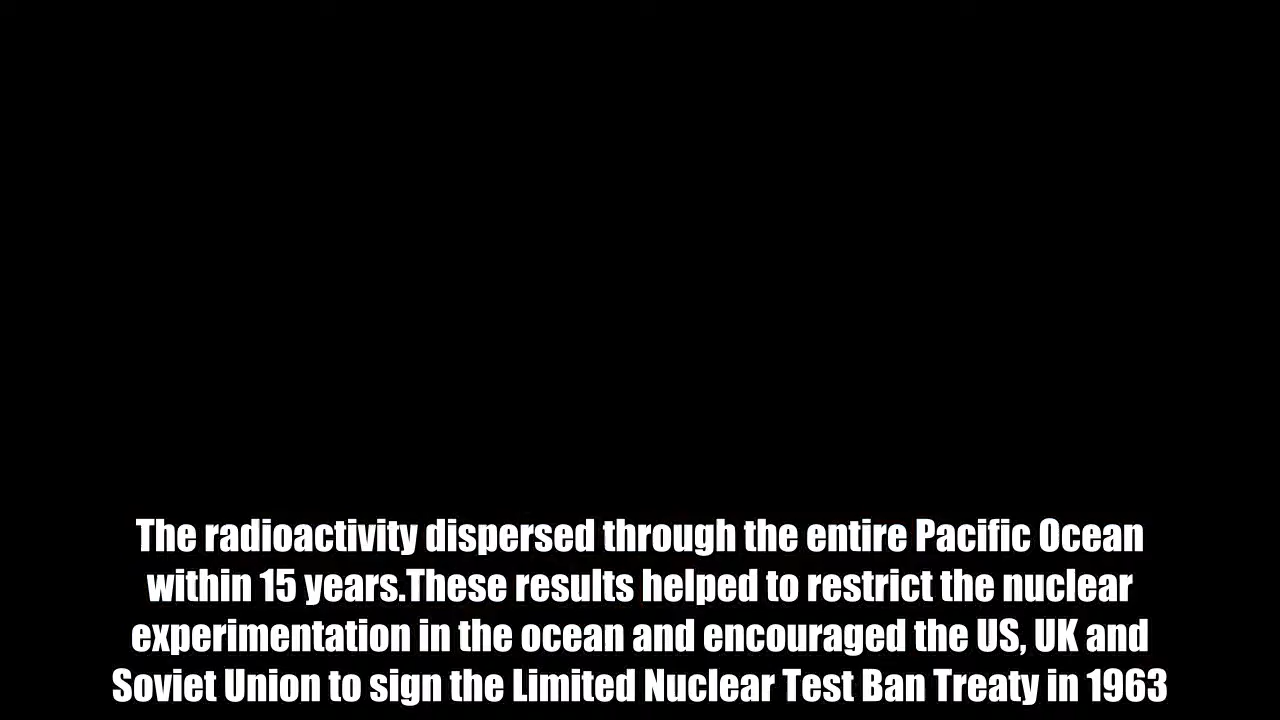 The radioactivity dispersed through the entire Pacific Ocean
within 15 years.These results helped to restrict the nuclear
experimentation in the ocean and encouraged the US, UK and
Soviet Union to sign the Limited Nuclear Test Ban Treaty in 1963